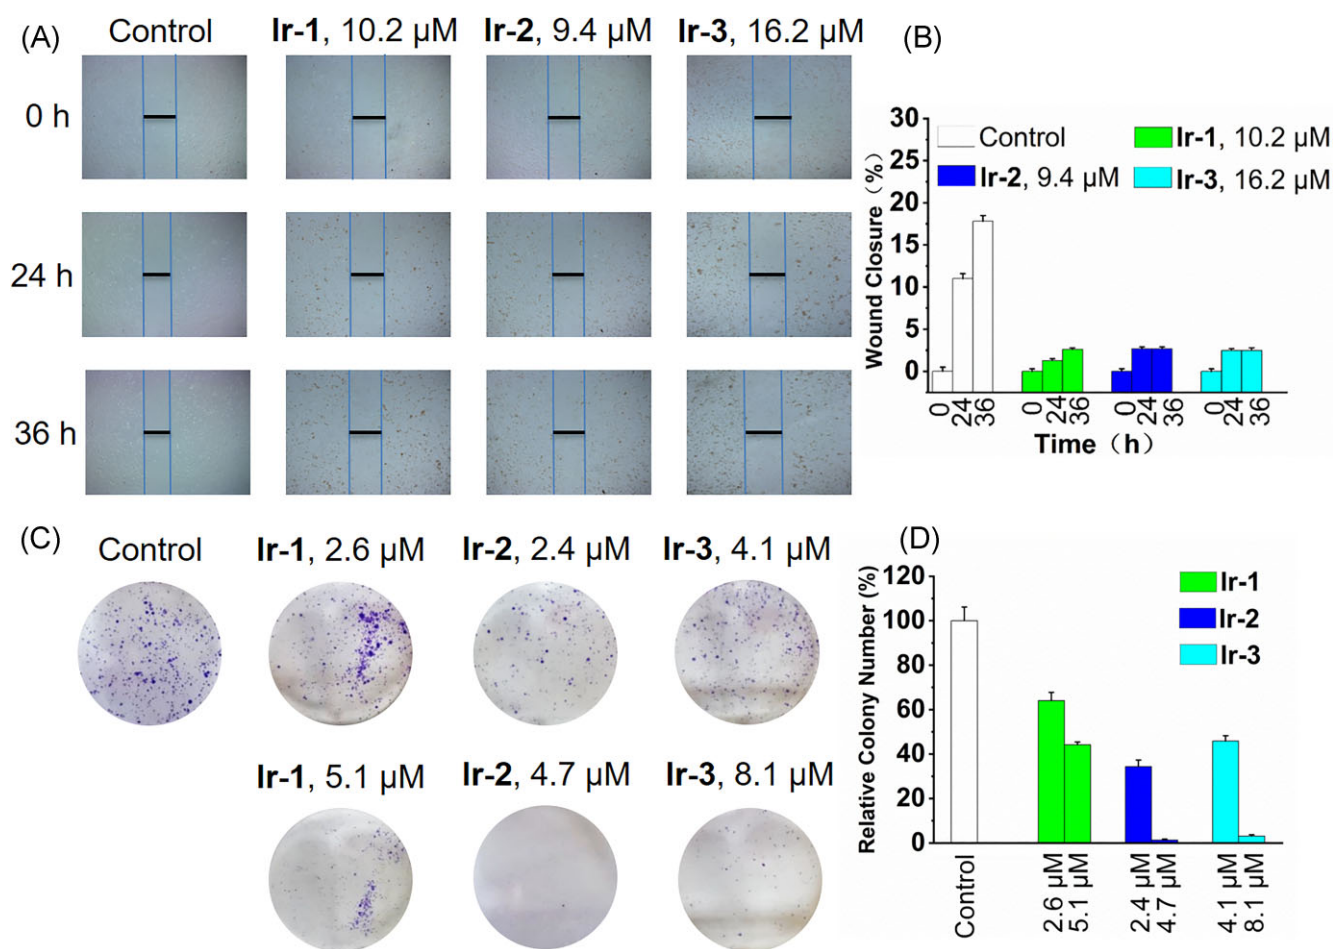 (A)
Control
Ir-1, 10.2 µM
Ir-2, 9.4 µM
Ir-3, 16.2 µM
0 h
24 h
36 h
(B)
Wound Closure (%)
30
25
20
15
10
5
0
Control
Ir-1, 10.2 µM
Ir-2, 9.4 µM
Ir-3, 16.2 µM
0
24
36
0
24
36
0
24
36
0
24
36
Time (h)
(C)
Control
Ir-1, 2.6 µM
Ir-2, 2.4 µM
Ir-3, 4.1 µM
Ir-1, 5.1 µM
Ir-2, 4.7 µM
Ir-3, 8.1 µM
(D)
Relative Colony Number (%)
120
100
80
60
40
20
0
Ir-1
Ir-2
Ir-3
Control
2.6 µM
5.1 µM
2.4 µM
4.7 µM
4.1 µM
8.1 µM